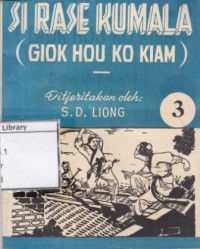 SI RASE KUMALA
(GIOK HOU KO KIAM)
Ditjeritakan oleh:
S. D. LIONG
3
Library